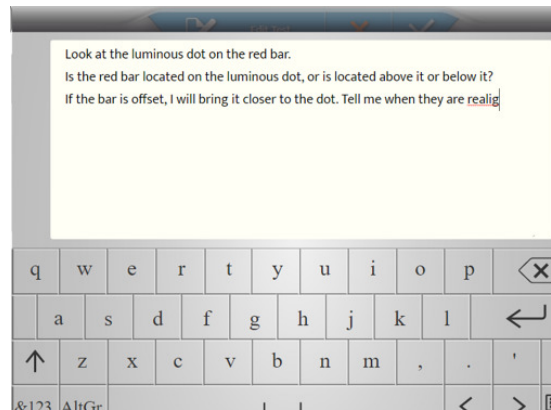 Look at the luminous dot on the red bar.
Is the red bar located on the luminous dot, or is located above it or below it?
If the bar is offset, I will bring it closer to the dot. Tell me when they are realig
q w e r t y u i o p
a s d f g h j k l
z x c v b n m , . '
&123 AltGr < >